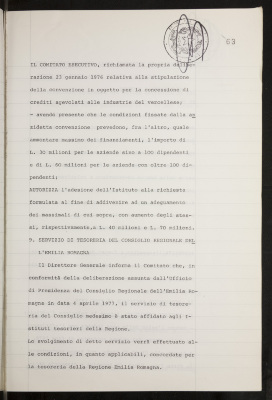 63
IL COMITATO ESECUTIVO, richiamata la propria delibe-
razione 23 gennaio 1976 relativa alla stipulazione
della convenzione in oggetto per la concessione di
crediti agevolati alle industrie del vercellese;
- avendo presente che le condizioni fissate dalla su
ddetta convenzione prevedono, fra l'altro, quale
ammontare massimo dei finanziamenti, l'importo di
L. 30 milioni per le aziende sino a 100 dipendenti
e di L. 60 milioni per le aziende con oltre 100 di-
pendenti;
AUTORIZZA l'adesione dell'Istituto alla richiesta
formulata al fine di addivenire ad un adeguamento
dei massimali di cui sopra, con aumento degli stes-
si, rispettivamente, a L. 40 milioni e L. 70 milioni.
9. SERVIZIO DI TESORERIA DEL CONSIGLIO REGIONALE DEL
L'EMILIA ROMAGNA
Il Direttore Generale informa il Comitato che, in
conformità della deliberazione assunta dall'Ufficio
di Presidenza del Consiglio Regionale dell'Emilia Ro-
magna in data 6 aprile 1977, il servizio di tesore-
ria del Consiglio medesimo è stato affidato agli I-
stituti tesorieri della Regione.
Lo svolgimento di detto servizio verrà effettuato al-
le condizioni, in quanto applicabili, concordate per
la tesoreria della Regione Emilia Romagna.